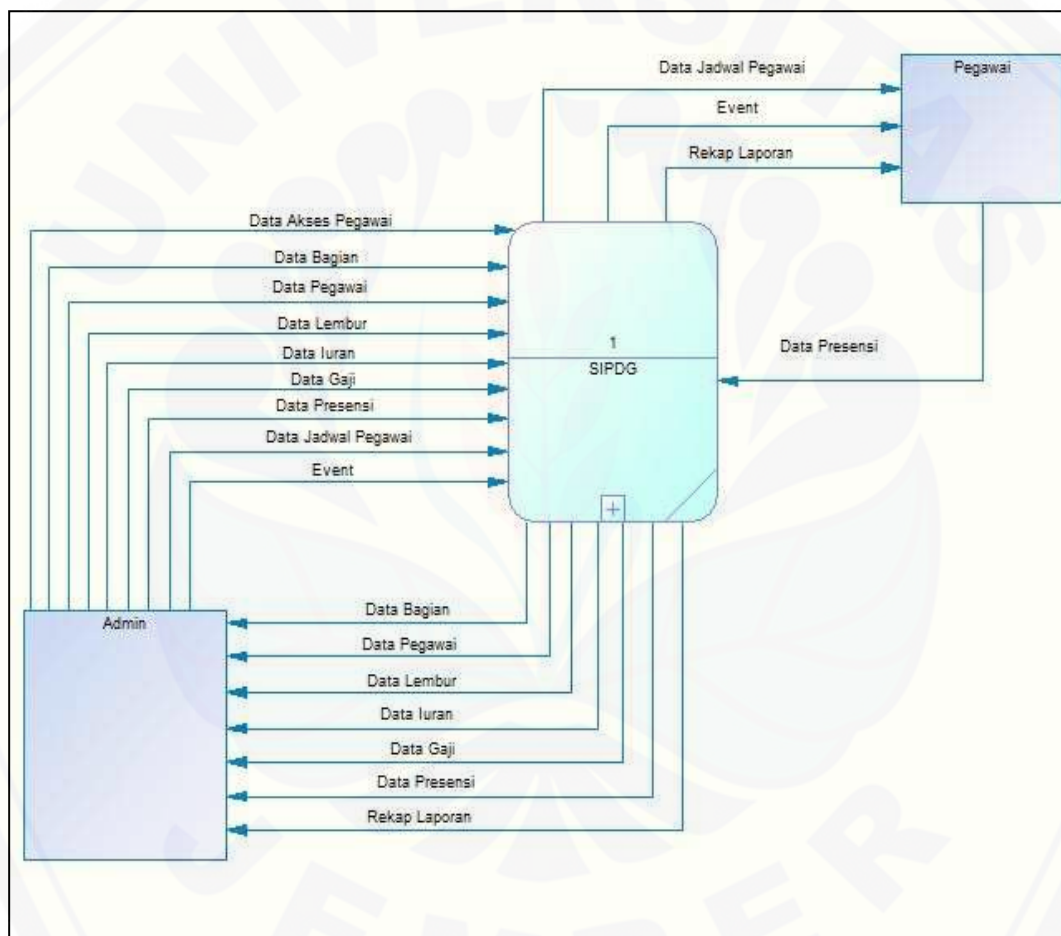 UNIVERSITAS
Data Jadwal Pegawai
Pegawai
Event
Rekap Laporan
Data Akses Pegawai
Data Bagian
Data Pegawai
Data Lembur
Data Iuran
Data Gaji
Data Presensi
Data Jadwal Pegawai
Event
1
SIPDG
Data Presensi
Admin
Data Bagian
Data Pegawai
Data Lembur
Data Iuran
Data Gaji
Data Presensi
Rekap Laporan
JEMBER